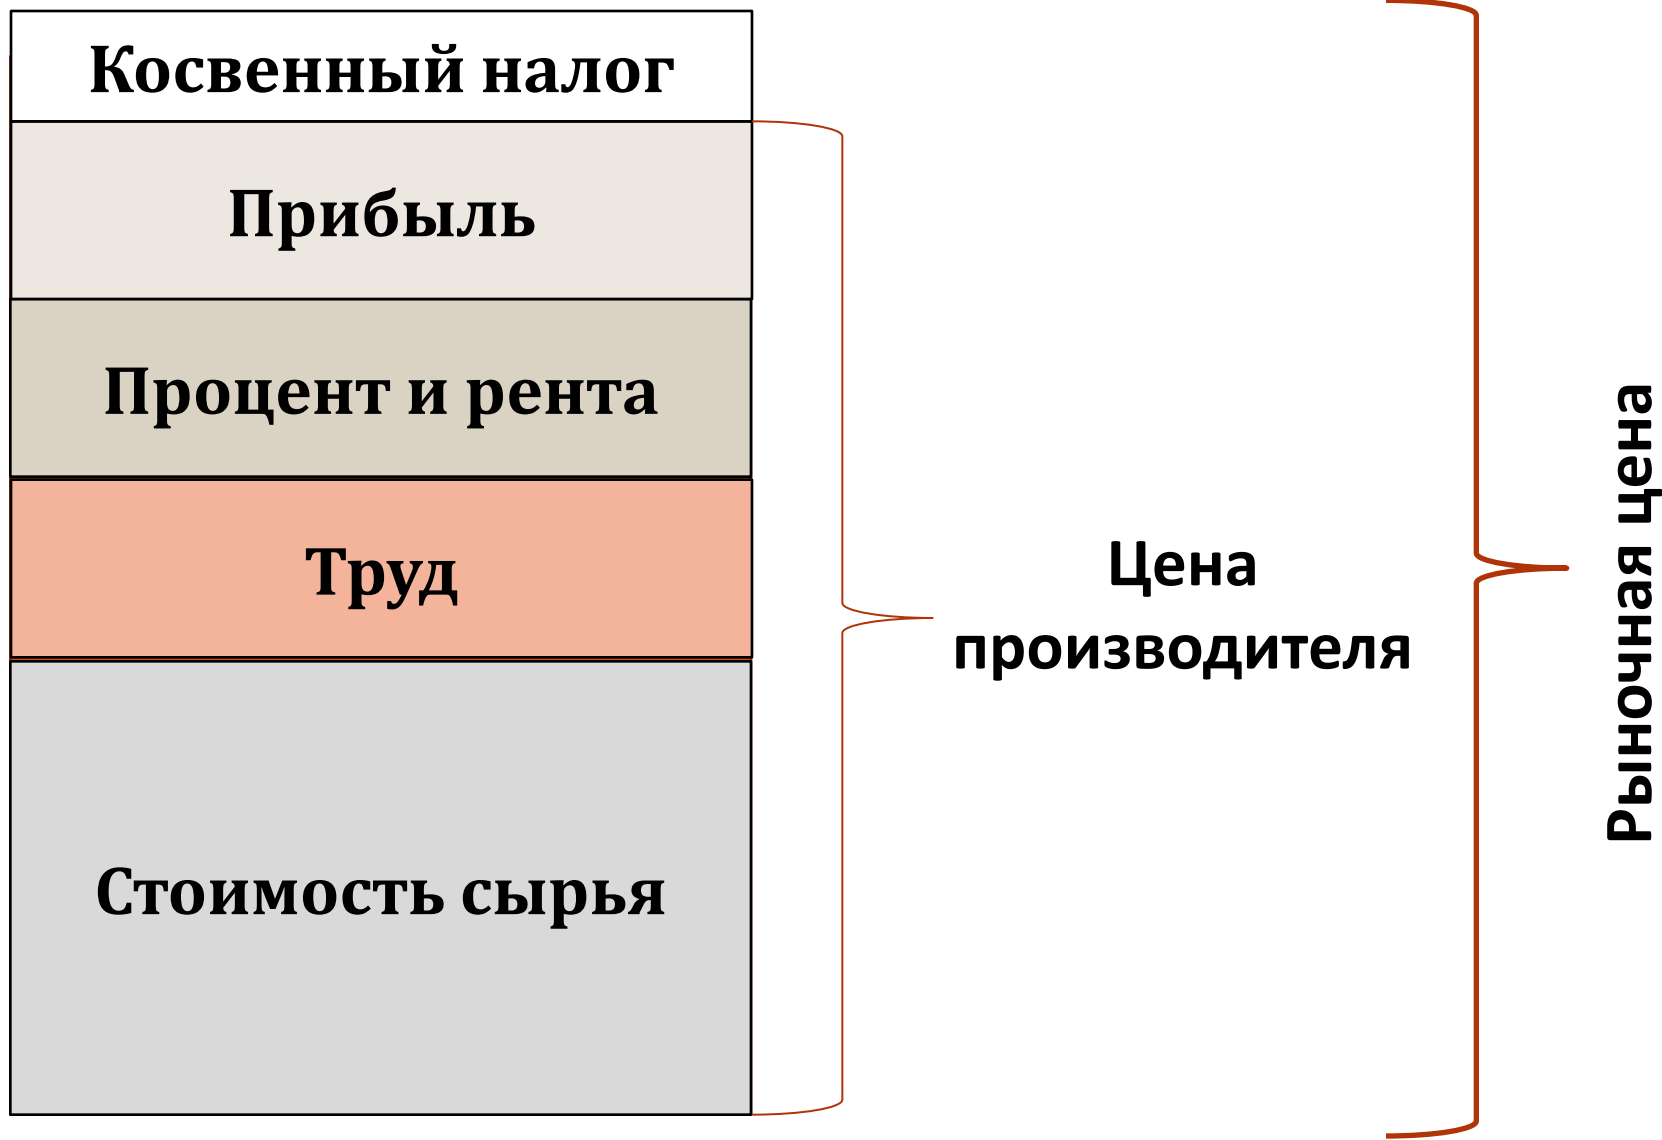 Косвенный налог
Прибыль
Процент и рента
Труд
Стоимость сырья
Цена
производителя
Рыночная цена